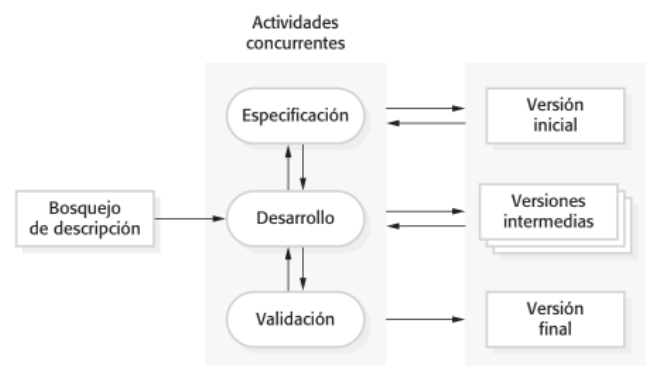 Actividades
concurrentes
Especificación
Versión
inicial
Bosquejo
de descripción
Desarrollo
Versiones
intermedias
Validación
Versión
final